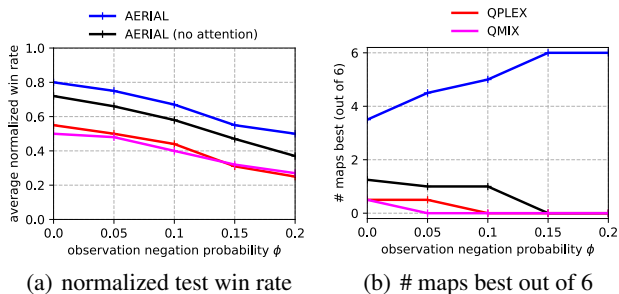 AERIAL
AERIAL (no attention)
QPLEX
QMIX
average normalized win rate
1.0
0.8
0.6
0.4
0.2
0.0
0.0 0.05 0.1 0.15 0.2
observation negation probability ϕ
# maps best (out of 6)
6
4
2
0
0.0 0.05 0.1 0.15 0.2
observation negation probability ϕ
(a) normalized test win rate
(b) # maps best out of 6